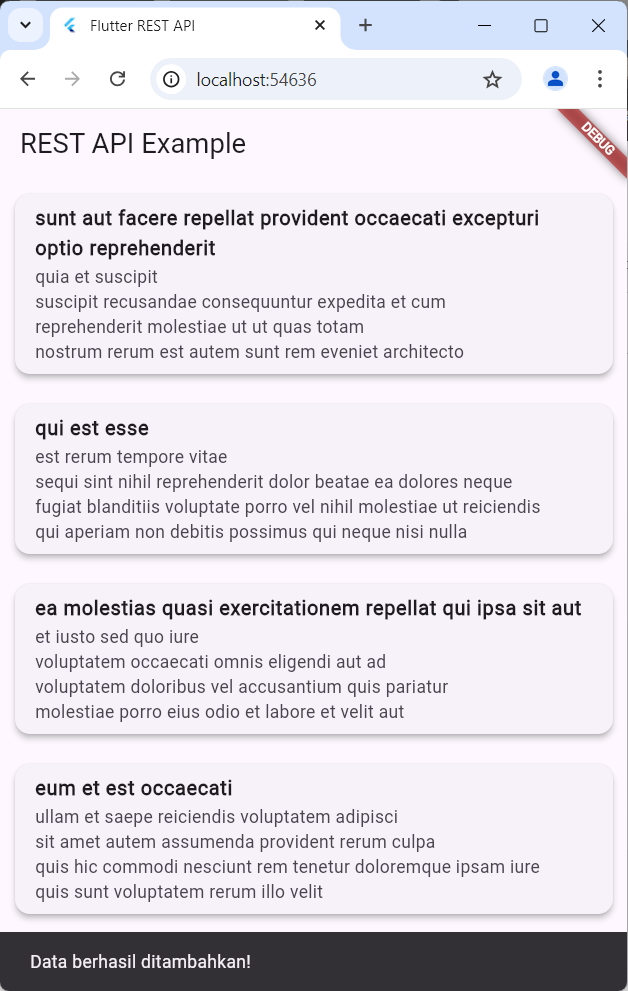 Flutter REST API
localhost:54636
REST API Example
DEBUG
sunt aut facere repellat provident occaecati excepturi
optio reprehenderit
quia et suscipit
suscipit recusandae consequuntur expedita et cum
reprehenderit molestiae ut ut quas totam
nostrum rerum est autem sunt rem eveniet architecto
qui est esse
est rerum tempore vitae
sequi sint nihil reprehenderit dolor beatae ea dolores neque
fugiat blanditiis voluptate porro vel nihil molestiae ut reiciendis
qui aperiam non debitis possimus qui neque nisi nulla
ea molestias quasi exercitationem repellat qui ipsa sit aut
et iusto sed quo iure
voluptatem occaecati omnis eligendi aut ad
voluptatem doloribus vel accusantium quis pariatur
molestiae porro eius odio et labore et velit aut
eum et est occaecati
ullam et saepe reiciendis voluptatem adipisci
sit amet autem assumenda provident rerum culpa
quis hic commodi nesciunt rem tenetur doloremque ipsam iure
quis sunt voluptatem rerum illo velit
Data berhasil ditambahkan!